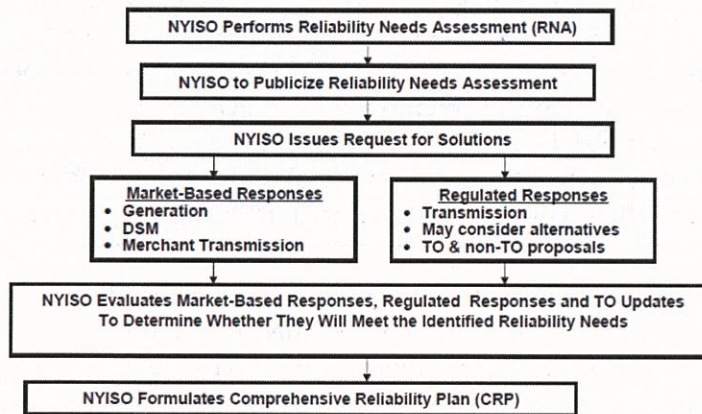 NYISO Performs Reliability Needs Assessment (RNA)
NYISO to Publicize Reliability Needs Assessment
NYISO Issues Request for Solutions
Market-Based Responses
• Generation
• DSM
• Merchant Transmission
Regulated Responses
• Transmission
• May consider alternatives
• TO & non-TO proposals
NYISO Evaluates Market-Based Responses, Regulated Responses and TO Updates
To Determine Whether They Will Meet the Identified Reliability Needs
NYISO Formulates Comprehensive Reliability Plan (CRP)